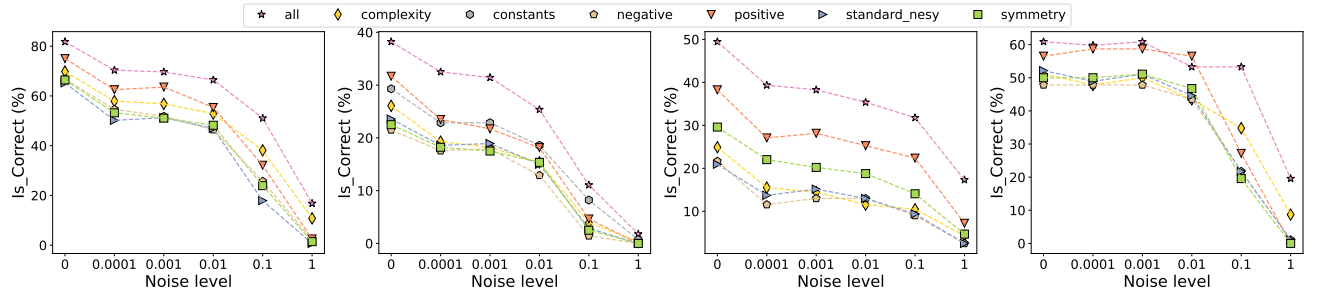 all complexity constants negative positive standard_nesy symmetry
Is_Correct (%)
80
60
40
20
0
0 0.0001 0.001 0.01 0.1 1
Noise level
Is_Correct (%)
40
30
20
10
0
0 0.0001 0.001 0.01 0.1 1
Noise level
Is_Correct (%)
50
40
30
20
10
0 0.0001 0.001 0.01 0.1 1
Noise level
Is_Correct (%)
60
50
40
30
20
10
0
0 0.0001 0.001 0.01 0.1 1
Noise level